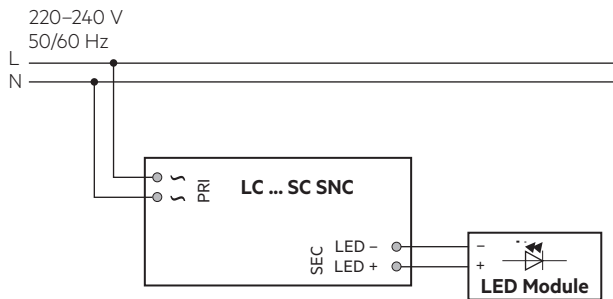 220–240 V
50/60 Hz
L
N
~
~
PRI
LC ... SC SNC
SEC
LED –
LED +
–
+
LED Module